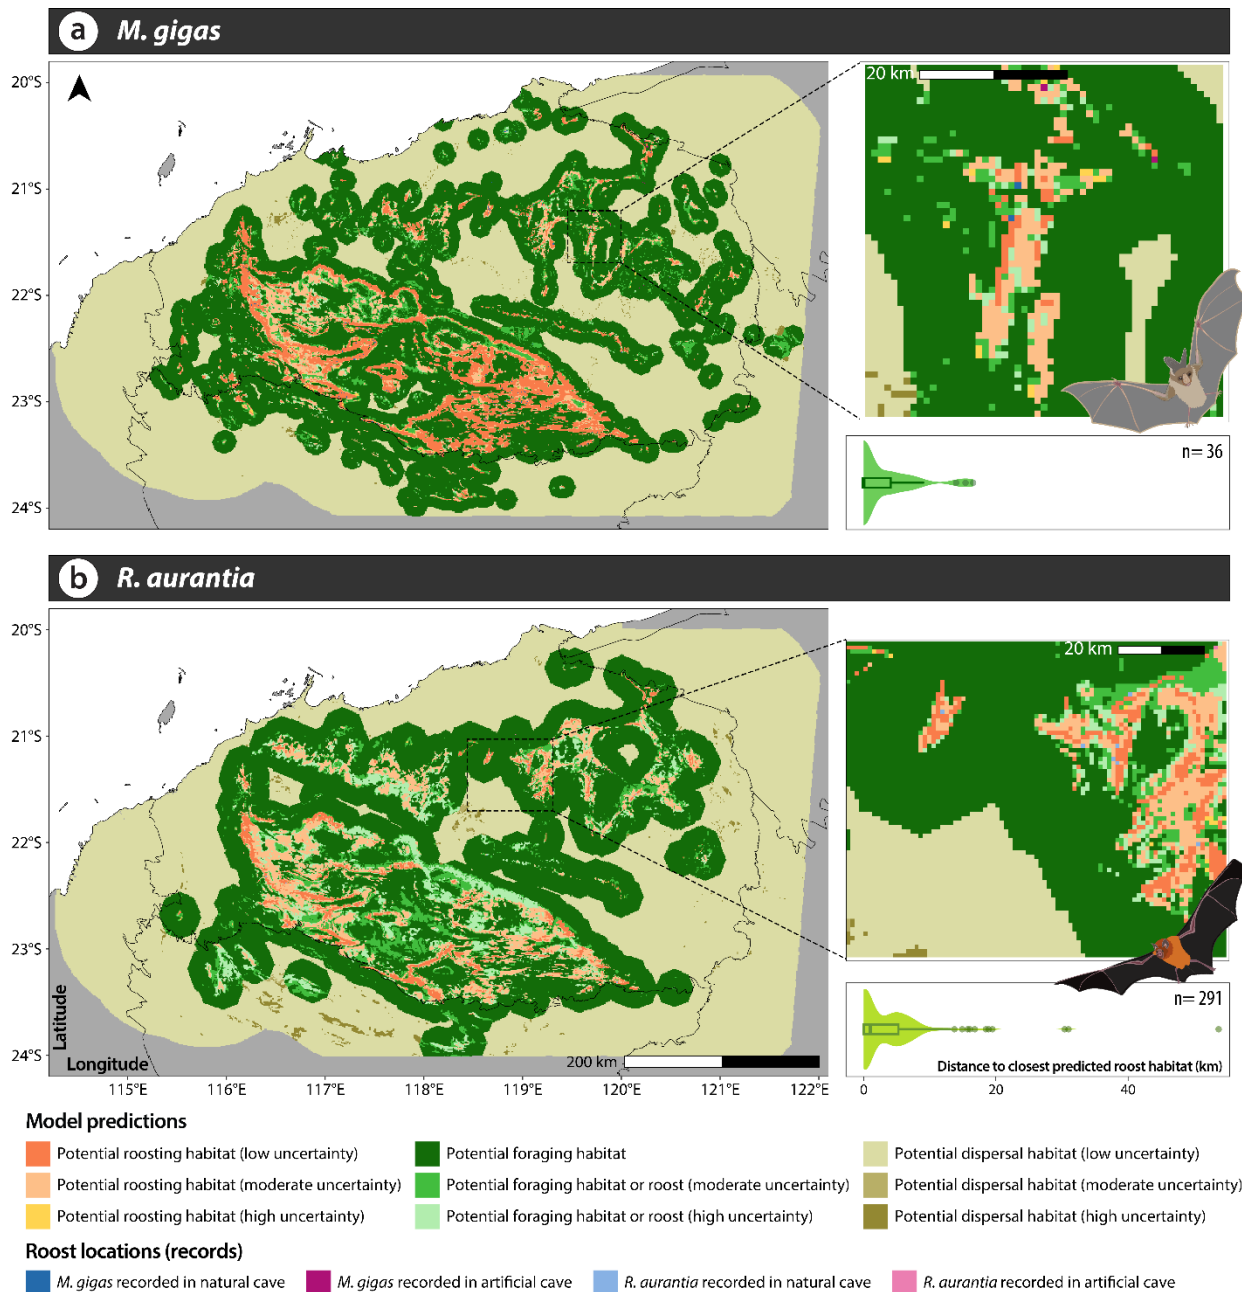 a M. gigas
20°S
21°S
22°S
23°S
24°S
20 km
n= 36
b R. aurantia
20°S
21°S
22°S
23°S
24°S
Latitude
Longitude
200 km
115°E
116°E
117°E
118°E
119°E
120°E
121°E
122°E
20 km
n= 291
Distance to closest predicted roost habitat (km)
0 20 40
Model predictions
Potential roosting habitat (low uncertainty) Potential foraging habitat Potential dispersal habitat (low uncertainty)
Potential roosting habitat (moderate uncertainty) Potential foraging habitat or roost (moderate uncertainty) Potential dispersal habitat (moderate uncertainty)
Potential roosting habitat (high uncertainty) Potential foraging habitat or roost (high uncertainty) Potential dispersal habitat (high uncertainty)
Roost locations (records)
M. gigas recorded in natural cave M. gigas recorded in artificial cave R. aurantia recorded in natural cave R. aurantia recorded in artificial cave